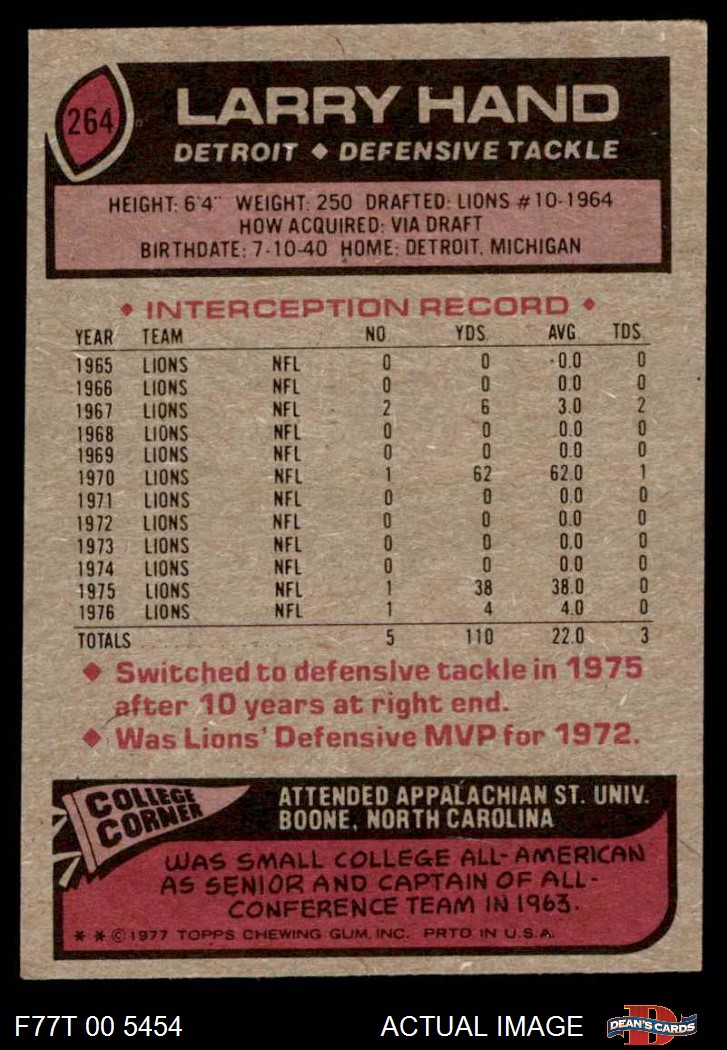 264
LARRY HAND
DETROIT ◆ DEFENSIVE TACKLE
HEIGHT: 6'4" WEIGHT: 250 DRAFTED: LIONS #10-1964
HOW ACQUIRED: VIA DRAFT
BIRTHDATE: 7-10-40 HOME: DETROIT, MICHIGAN
◆ INTERCEPTION RECORD ◆
YEAR TEAM NO. YDS. AVG. TDS.
1965 LIONS NFL 0 0 0.0 0
1966 LIONS NFL 0 0 0.0 0
1967 LIONS NFL 2 6 3.0 2
1968 LIONS NFL 0 0 0.0 0
1969 LIONS NFL 0 0 0.0 0
1970 LIONS NFL 1 62 62.0 1
1971 LIONS NFL 0 0 0.0 0
1972 LIONS NFL 0 0 0.0 0
1973 LIONS NFL 0 0 0.0 0
1974 LIONS NFL 0 0 0.0 0
1975 LIONS NFL 1 38 38.0 0
1976 LIONS NFL 1 4 4.0 0
TOTALS 5 110 22.0 3
◆ Switched to defensive tackle in 1975
after 10 years at right end.
◆ Was Lions' Defensive MVP for 1972.
COLLEGE
CORNER
ATTENDED APPALACHIAN ST. UNIV.
BOONE, NORTH CAROLINA
WAS SMALL COLLEGE ALL-AMERICAN
AS SENIOR AND CAPTAIN OF ALL-
CONFERENCE TEAM IN 1963.
* * © 1977 TOPPS CHEWING GUM, INC. PRTD IN U.S.A.
F77T 00 5454
ACTUAL IMAGE
D
DEAN'S CARDS